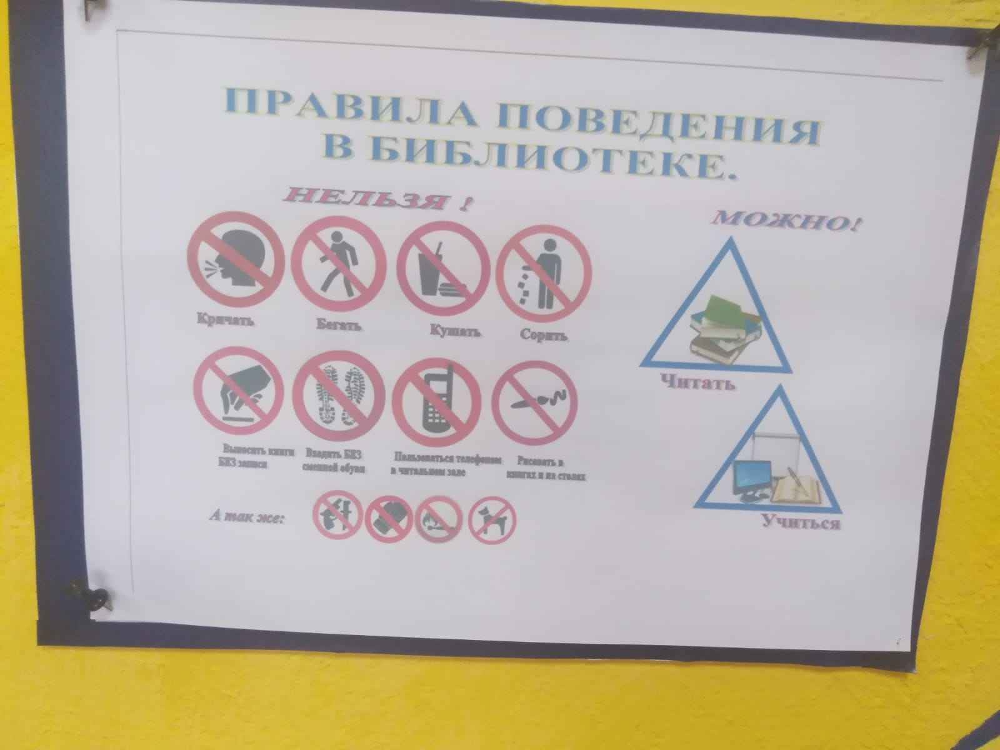 ПРАВИЛА ПОВЕДЕНИЯ
В БИБЛИОТЕКЕ.
НЕЛЬЗЯ !
Кричать
Бегать
Кушать
Сорить
Выносить книги
БЕЗ записи
Входить БЕЗ
сменной обуви
Пользоваться телефоном
в читальном зале
Рисовать в
книгах и на столах
А так же:
МОЖНО!
Читать
Учиться